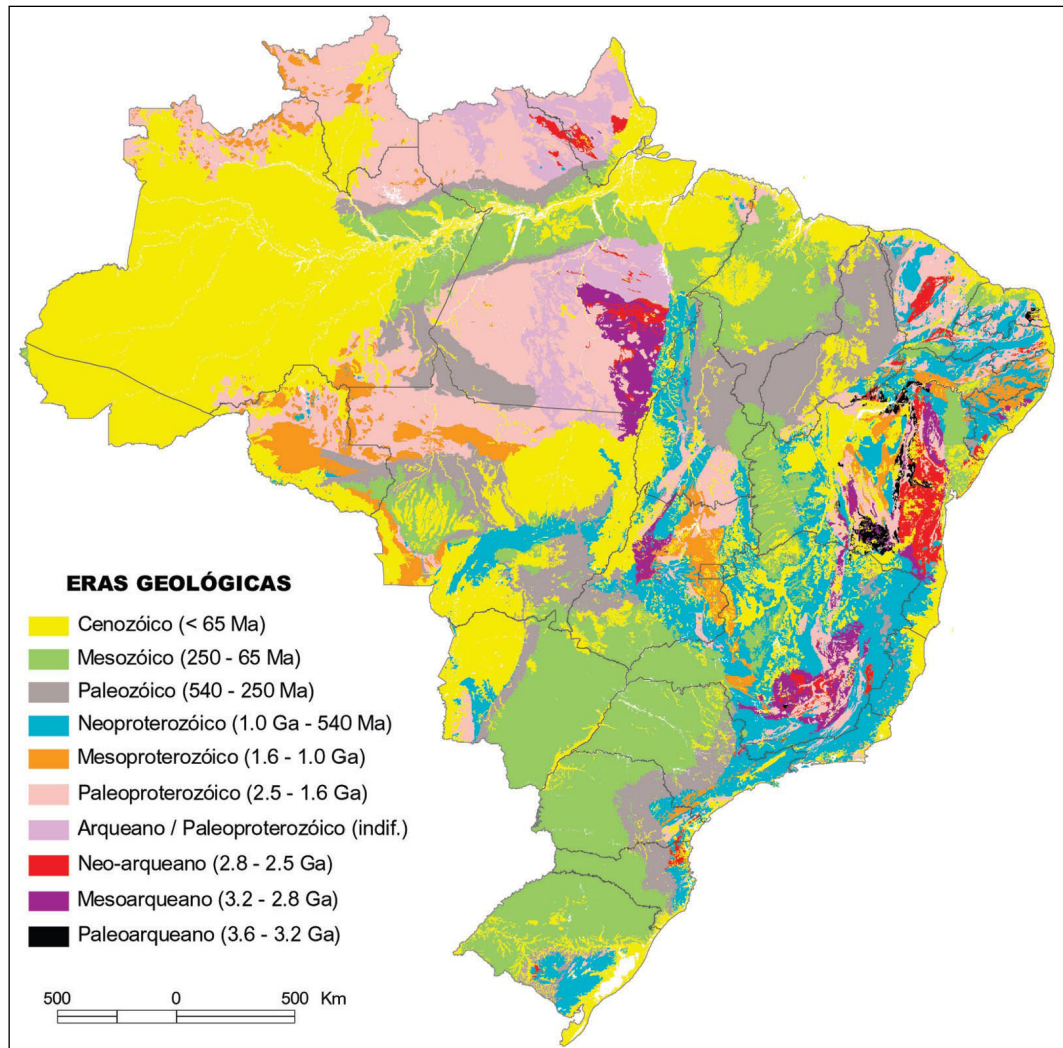 ERAS GEOLÓGICAS
Cenozóico (< 65 Ma)
Mesozóico (250 - 65 Ma)
Paleozóico (540 - 250 Ma)
Neoproterozóico (1.0 Ga - 540 Ma)
Mesoproterozóico (1.6 - 1.0 Ga)
Paleoproterozóico (2.5 - 1.6 Ga)
Arqueano / Paleoproterozóico (indif.)
Neo-arqueano (2.8 - 2.5 Ga)
Mesoarqueano (3.2 - 2.8 Ga)
Paleoarqueano (3.6 - 3.2 Ga)
500 0 500 Km